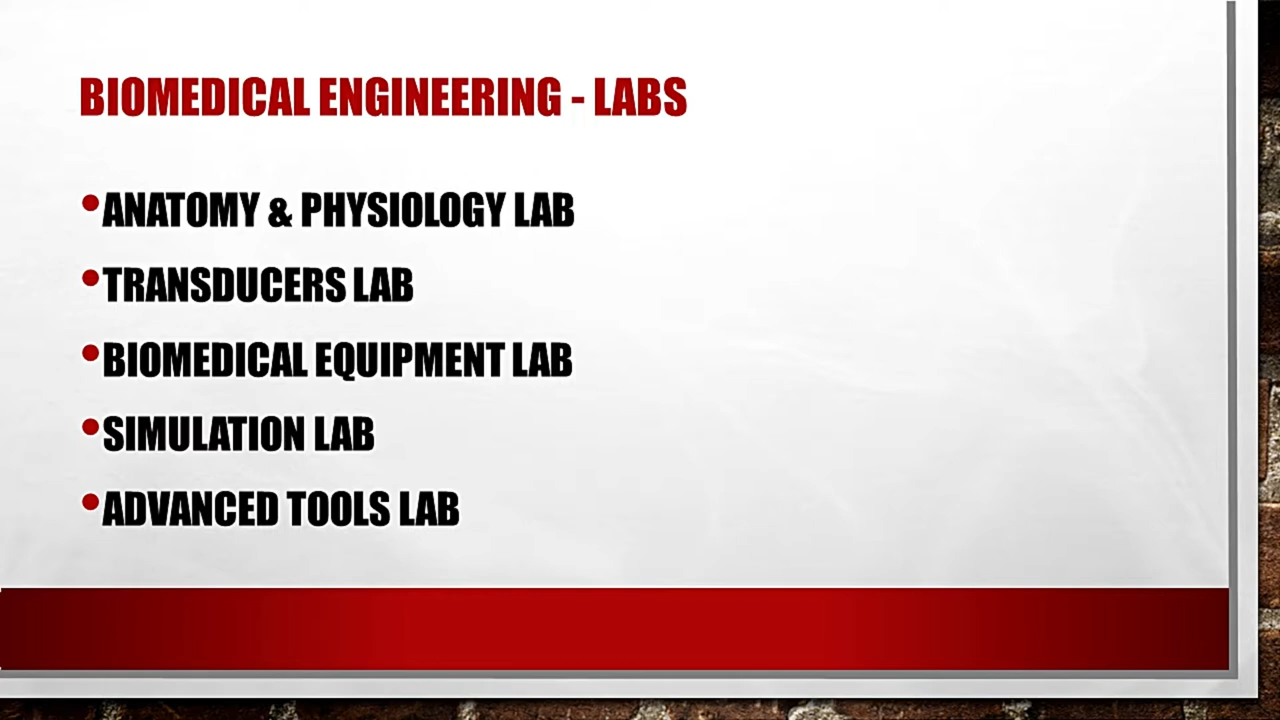 BIOMEDICAL ENGINEERING - LABS
•ANATOMY & PHYSIOLOGY LAB
•TRANSDUCERS LAB
•BIOMEDICAL EQUIPMENT LAB
•SIMULATION LAB
•ADVANCED TOOLS LAB